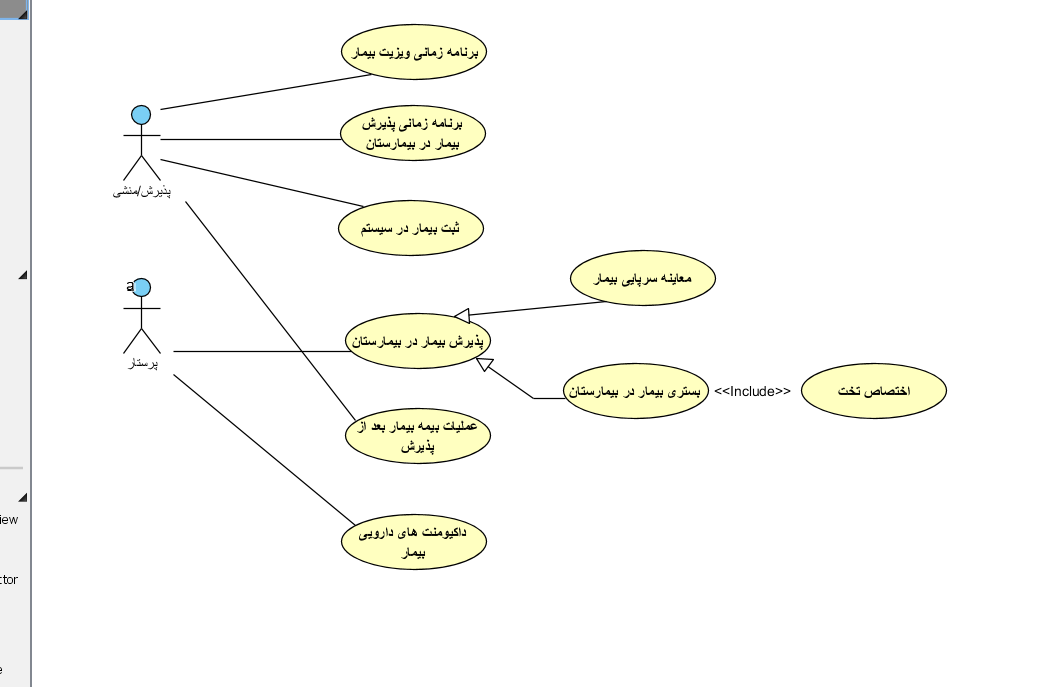 برنامه زمانی ویزیت بیمار
برنامه زمانی پذیرش
بیمار در بیمارستان
پذیرش/منشی
ثبت بیمار در سیستم
معاینه سرپایی بیمار
a
پذیرش بیمار در بیمارستان
پرستار
بستری بیمار در بیمارستان
<<Include>>
اختصاص تخت
عملیات بیمه بیمار بعد از
پذیرش
داکیومنت های دارویی
بیمار
iew
ctor
e